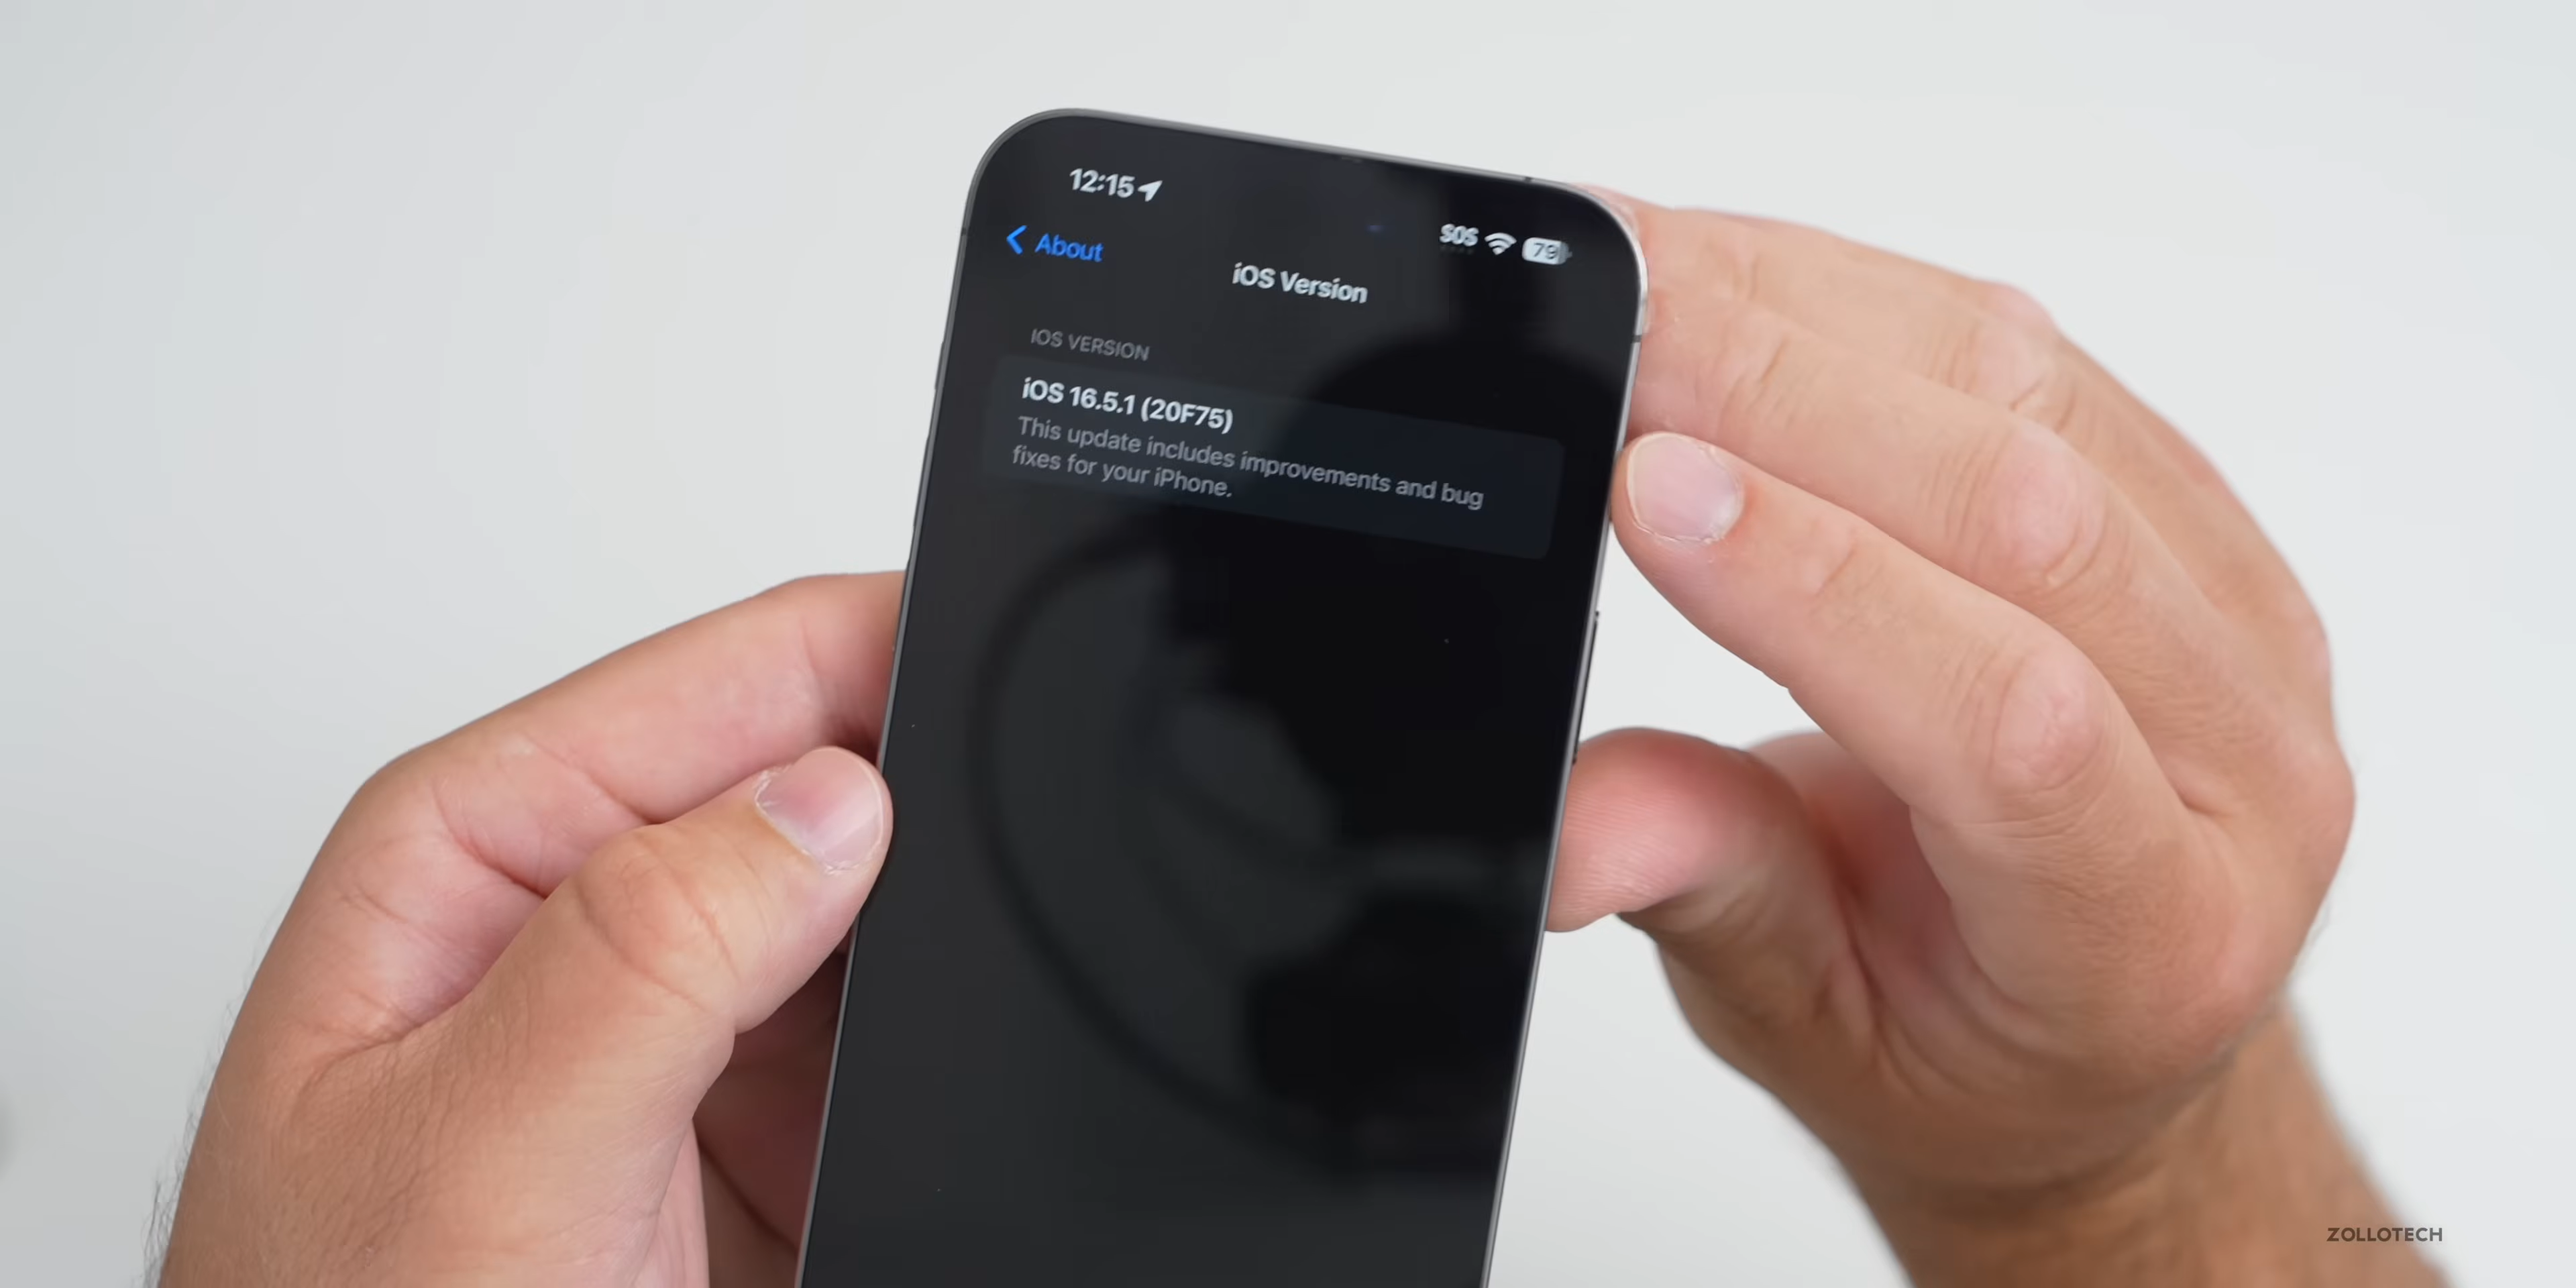 12:15
SOS 79
About
iOS Version
IOS VERSION
iOS 16.5.1 (20F75)
This update includes improvements and bug
fixes for your iPhone.
ZOLLOTECH